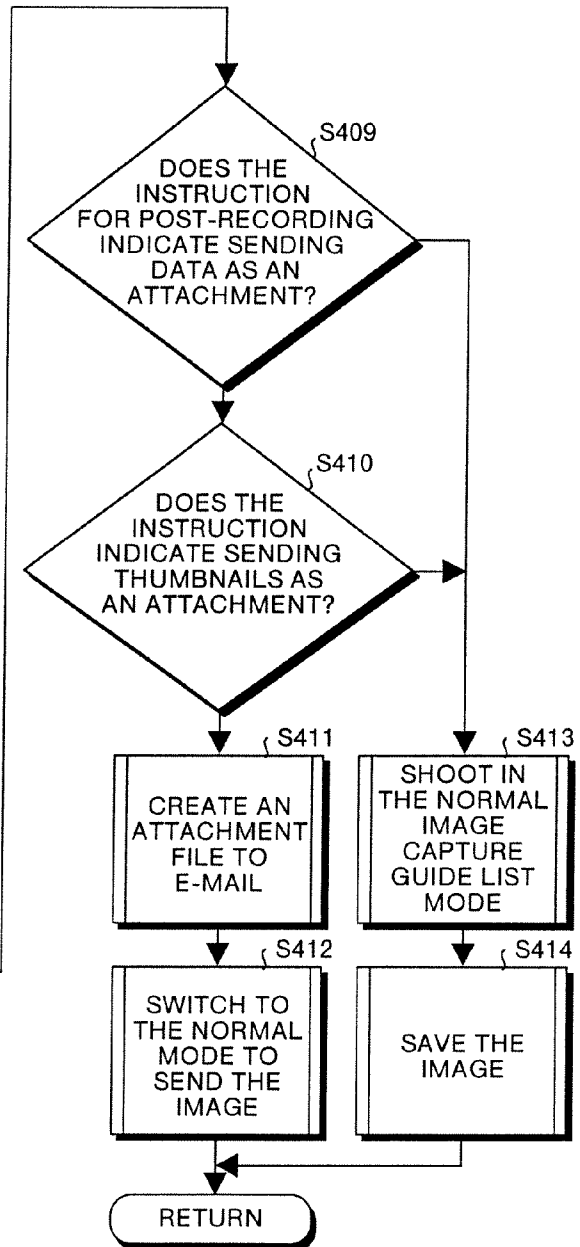 S409
DOES THE
INSTRUCTION
FOR POST-RECORDING
INDICATE SENDING
DATA AS AN
ATTACHMENT?
S410
DOES THE
INSTRUCTION
INDICATE SENDING
THUMBNAILS AS
AN ATTACHMENT?
S411
CREATE AN
ATTACHMENT
FILE TO
E-MAIL
S413
SHOOT IN
THE NORMAL
IMAGE
CAPTURE
GUIDE LIST
MODE
S412
SWITCH TO
THE NORMAL
MODE TO
SEND THE
IMAGE
S414
SAVE THE
IMAGE
RETURN